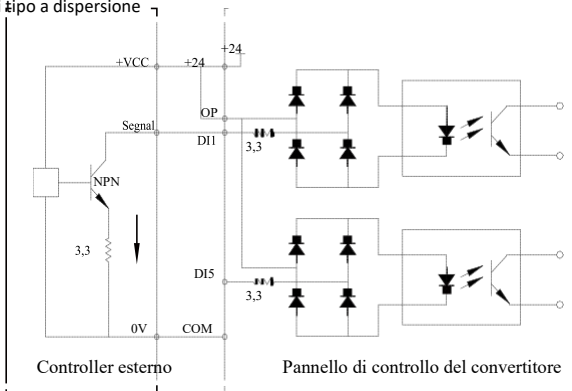 tipo a dispersione
+24
+VCC +24
OP
Segnal DI1
3,3
NPN
3,3
DI5
3,3
0V COM
Controller esterno Pannello di controllo del convertitore